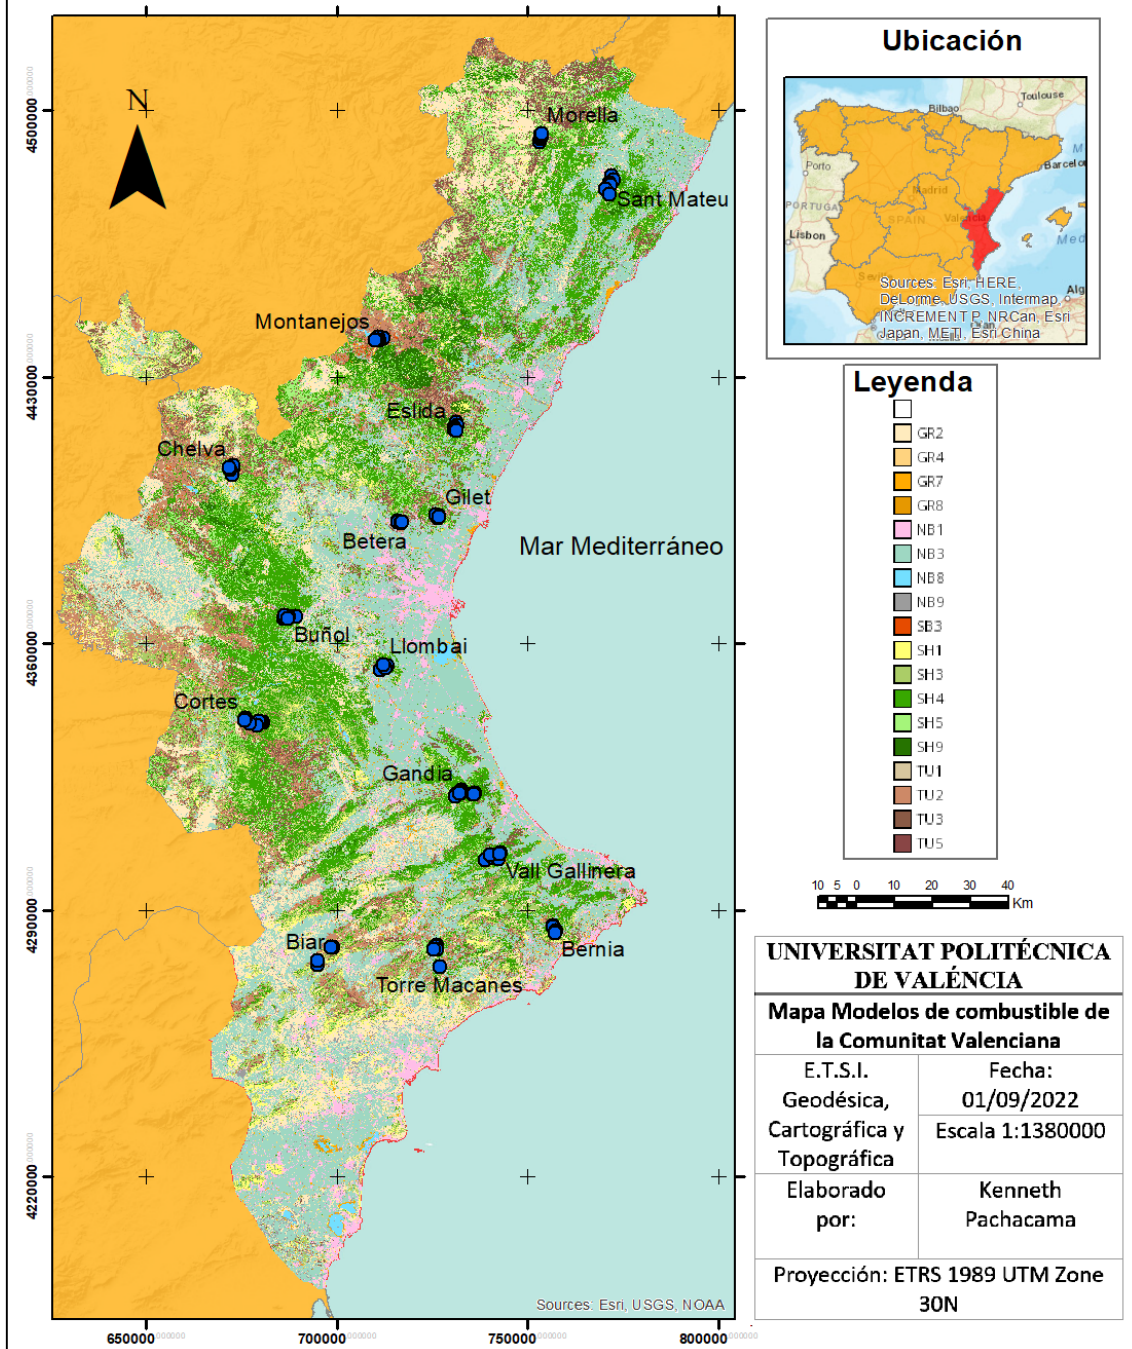 N
Morella
Sant Mateu
Montanejos
Eslida
Chelva
Gilet
Betera
Mar Mediterráneo
Buñol
Llombai
Cortes
Gandia
Vall Gallinera
Biar
Bernia
Torre Macanes
Sources: Esri, USGS, NOAA
4500000
4430000
4360000
4290000
4220000
650000
700000
750000
800000
Ubicación
Toulouse
Bilbao
Porto
Barcelo
Madrid
PORTUGAL
SPAIN
Valencia
Lisbon
Med
Sevilla
Alg
Sources: Esri, HERE,
DeLorme, USGS, Intermap,
INCREMENT P, NRCan, Esri
Japan, METI, Esri China
Leyenda
GR2
GR4
GR7
GR8
NB1
NB3
NB8
NB9
SB3
SH1
SH3
SH4
SH5
SH9
TU1
TU2
TU3
TU5
10 5 0 10 20 30 40
Km
UNIVERSITAT POLITÉCNICA
DE VALÉNCIA
Mapa Modelos de combustible de
la Comunitat Valenciana
E.T.S.I.
Geodésica,
Cartográfica y
Topográfica
Fecha:
01/09/2022
Escala 1:1380000
Elaborado
por:
Kenneth
Pachacama
Proyección: ETRS 1989 UTM Zone
30N